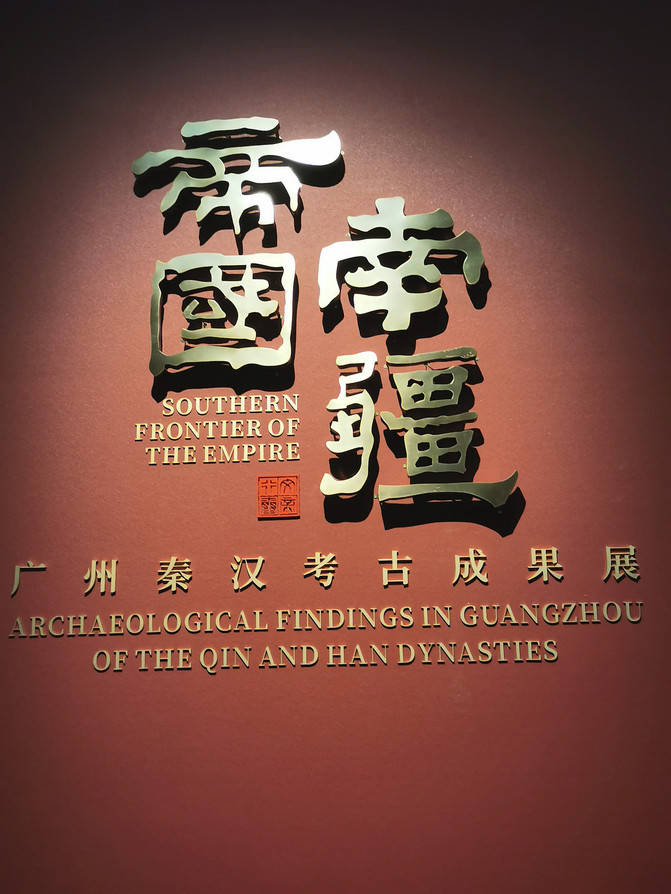 帝國
南疆
SOUTHERN
FRONTIER OF
THE EMPIRE
广州秦汉考古成果展
ARCHAEOLOGICAL FINDINGS IN GUANGZHOU
OF THE QIN AND HAN DYNASTIES